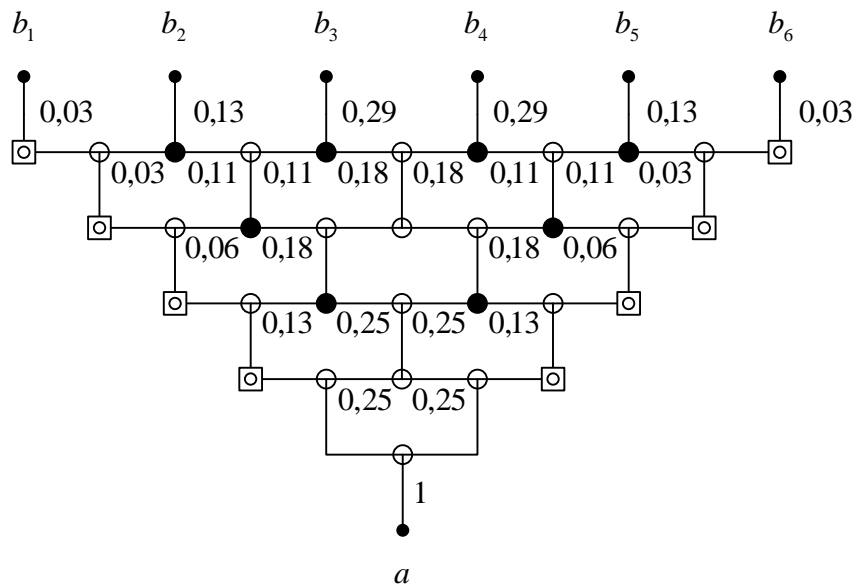 b₁ b₂ b₃ b₄ b₅ b₆
0,03 0,13 0,29 0,29 0,13 0,03
0,03 0,11 0,11 0,18 0,18 0,11 0,11 0,03
0,06 0,18 0,18 0,06
0,13 0,25 0,25 0,13
0,25 0,25
1
a